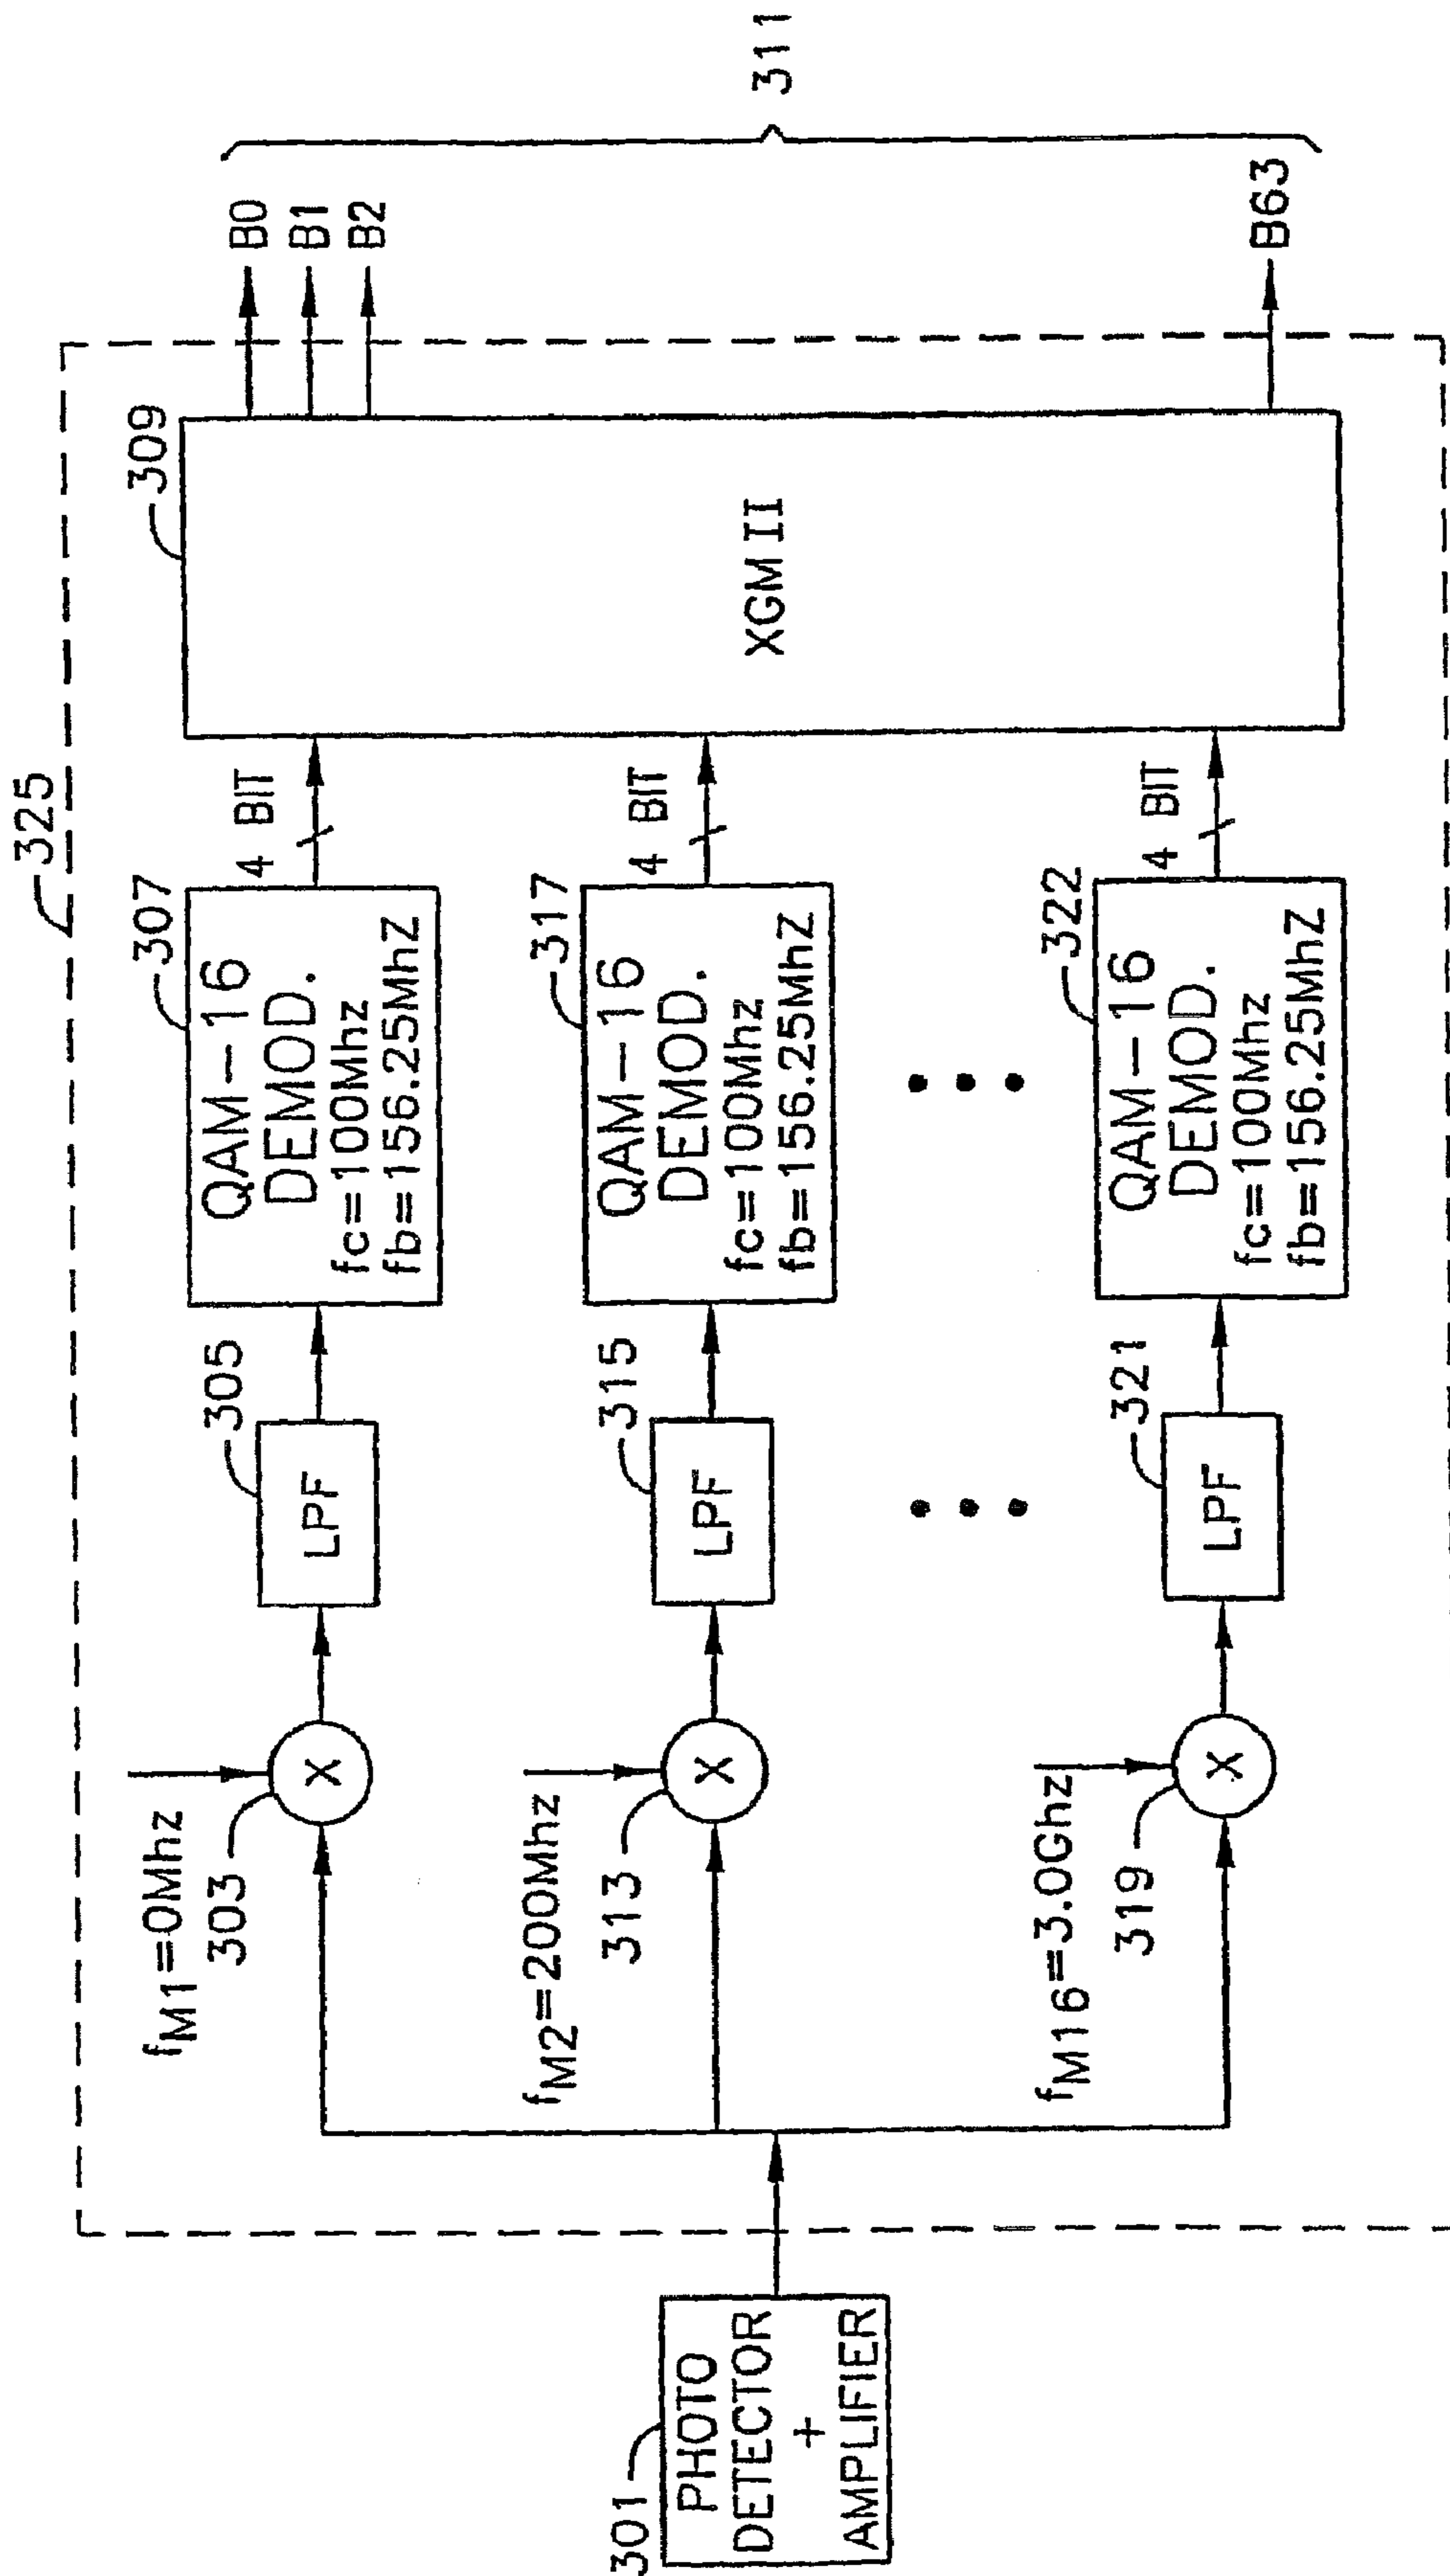 325
301
PHOTO
DETECTOR
+
AMPLIFIER
fM1=0Mhz
303
X
305
LPF
307
QAM-16
DEMOD.
fc=100Mhz
fb=156.25MhZ
4 BIT
fM2=200Mhz
313
X
315
LPF
317
QAM-16
DEMOD.
fc=100Mhz
fb=156.25MhZ
4 BIT
fM16=3.0Ghz
319
X
321
LPF
322
QAM-16
DEMOD.
fc=100Mhz
fb=156.25MhZ
4 BIT
309
XGM II
B0
B1
B2
B63
311